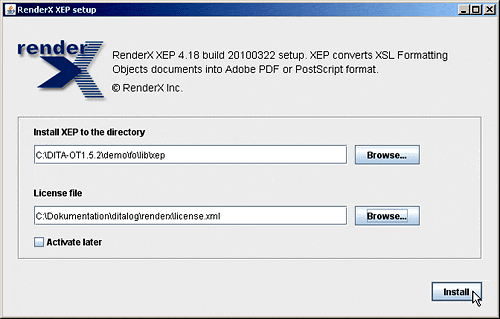 RenderX XEP setup
render
X
RenderX XEP 4.18 build 20100322 setup. XEP converts XSL Formatting
Objects documents into Adobe PDF or PostScript format.
© RenderX Inc.
Install XEP to the directory
C:\DITA-OT1.5.2\demo\fo\lib\xep
Browse...
License file
C:\Dokumentation\ditalog\renderx\license.xml
Browse...
Activate later
Install